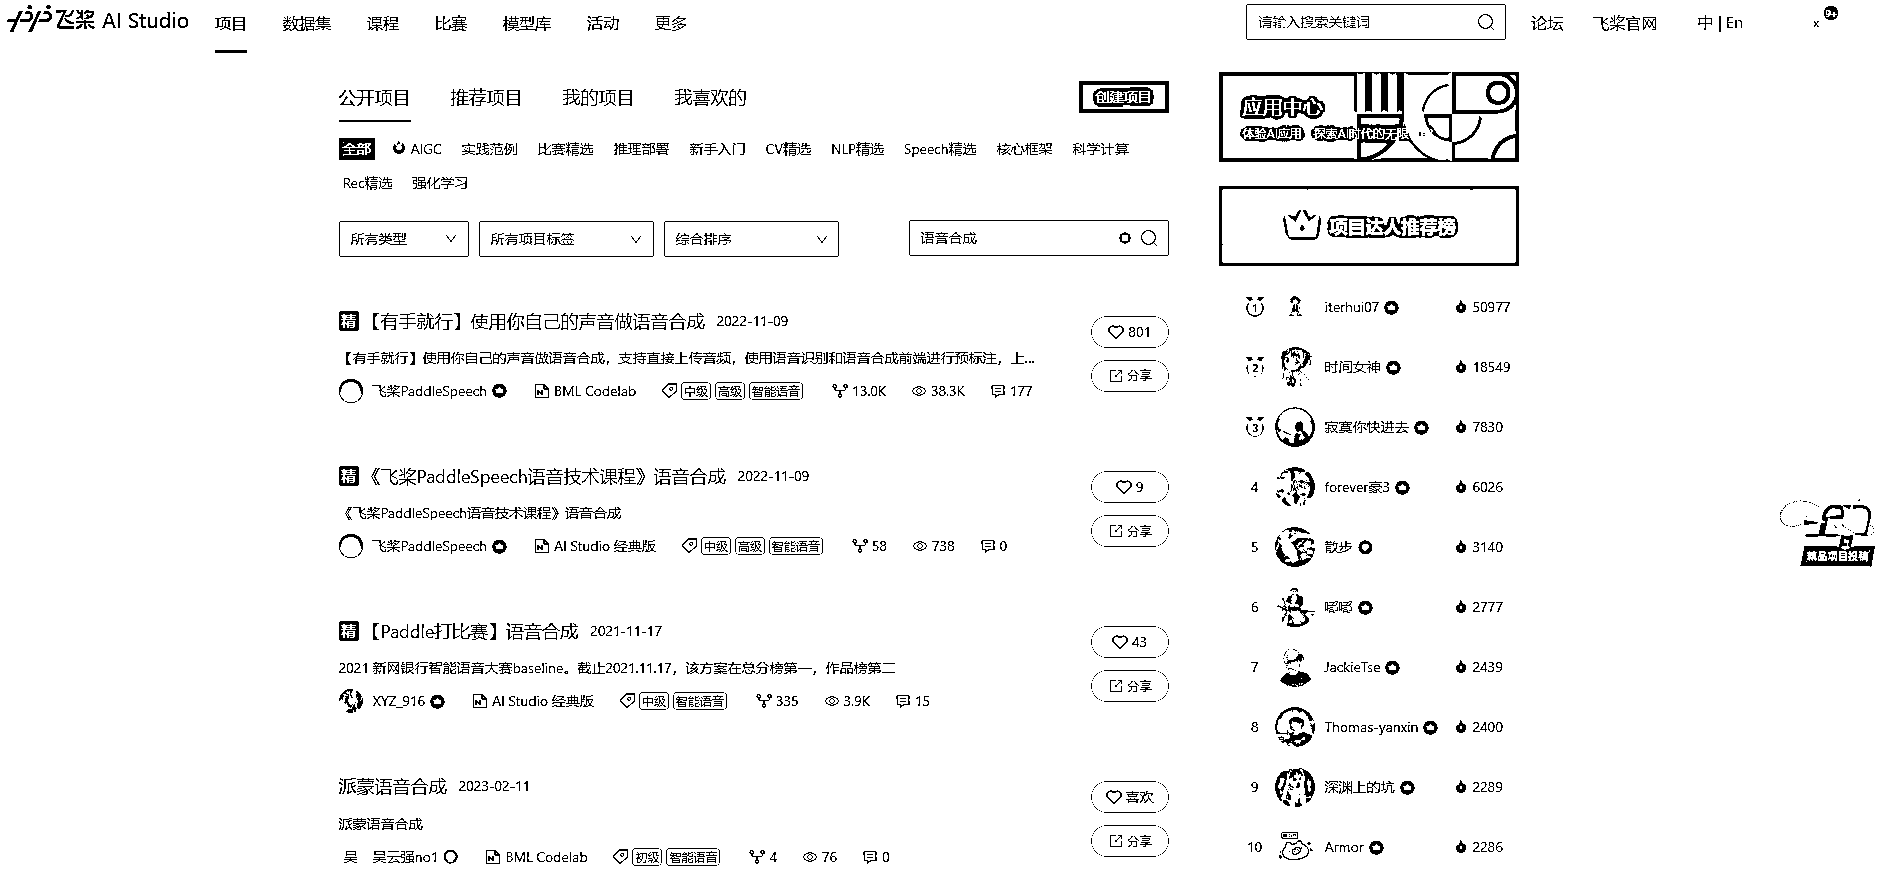 飞桨 AI Studio 项目 数据集 课程 比赛 模型库 活动 更多 请输入搜索关键词 论坛 飞桨官网 中 | En x 9+
公开项目 推荐项目 我的项目 我喜欢的 创建项目
全部 AIGC 实践范例 比赛精选 推理部署 新手入门 CV精选 NLP精选 Speech精选 核心框架 科学计算
Rec精选 强化学习
所有类型 所有项目标签 综合排序 语音合成
精 【有手就行】使用你自己的声音做语音合成 2022-11-09 801
【有手就行】使用你自己的声音做语音合成，支持直接上传音频，使用语音识别和语音合成前端进行预标注，上...
飞桨PaddleSpeech BML Codelab 中级 高级 智能语音 13.0K 38.3K 177 分享
精 《飞桨PaddleSpeech语音技术课程》语音合成 2022-11-09 9
《飞桨PaddleSpeech语音技术课程》语音合成
飞桨PaddleSpeech AI Studio 经典版 中级 高级 智能语音 58 738 0 分享
精 【Paddle打比赛】语音合成 2021-11-17 43
2021 新网银行智能语音大赛baseline。截止2021.11.17，该方案在总分榜第一，作品榜第二
XYZ_916 AI Studio 经典版 中级 智能语音 335 3.9K 15 分享
派蒙语音合成 2023-02-11 喜欢
派蒙语音合成
吴 吴云强no1 BML Codelab 初级 智能语音 4 76 0 分享
应用中心
体验AI应用 探索AI时代的无限
项目达人推荐榜
1 iterhui07 50977
2 时间女神 18549
3 寂寞你快进去 7830
4 forever豪3 6026
5 散步 3140
6 嘟嘟 2777
7 JackieTse 2439
8 Thomas-yanxin 2400
9 深渊上的坑 2289
10 Armor 2286
精品项目投稿